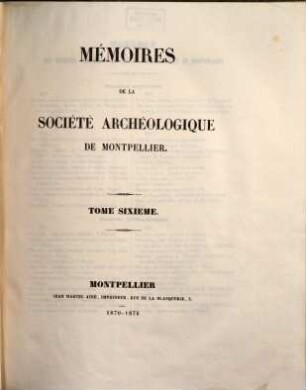 MÉMOIRES
DE LA
SOCIÉTÉ ARCHÉOLOGIQUE
DE MONTPELLIER.
TOME SIXIEME.
MONTPELLIER
JEAN MARTEL AINÉ, IMPRIMEUR, RUE DE LA BLANQUERIE, 3.
1870-1876